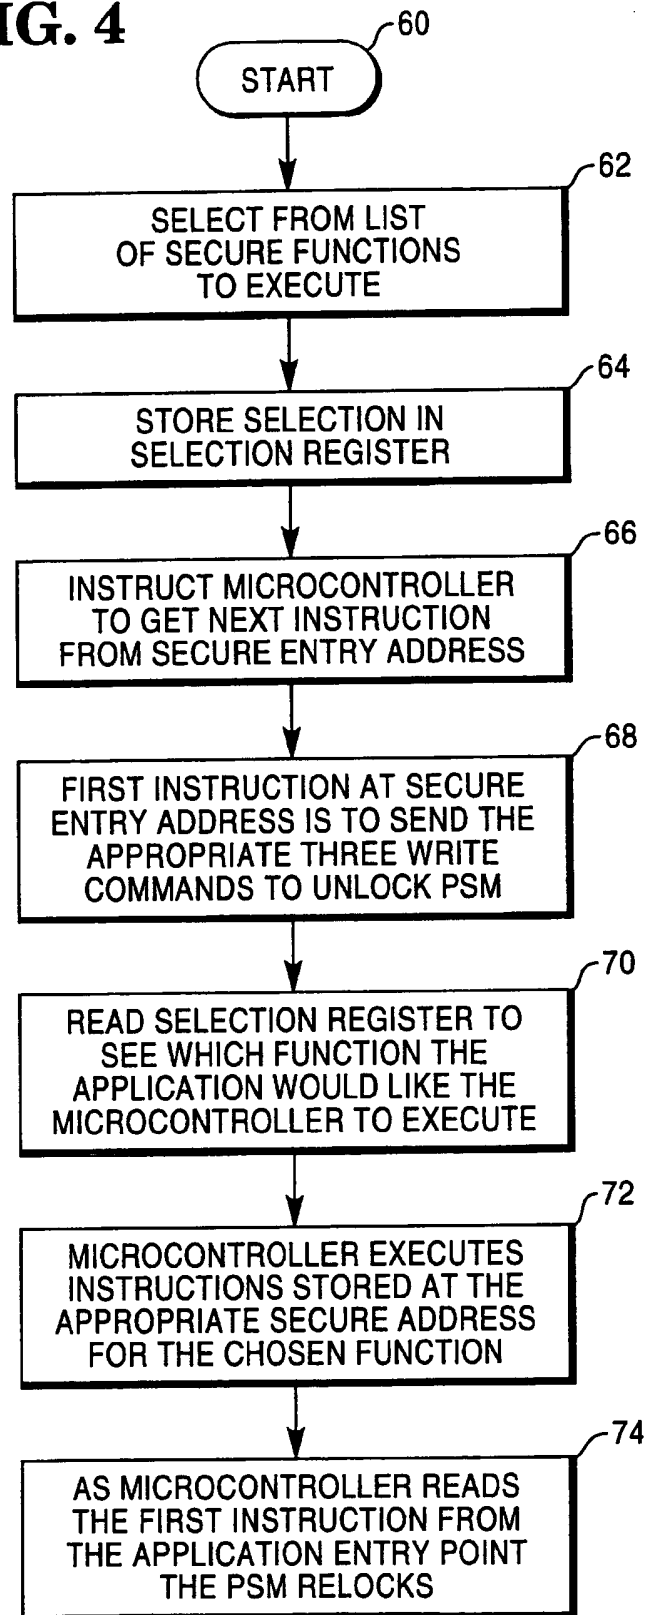 IG. 4
60
START
62
SELECT FROM LIST
OF SECURE FUNCTIONS
TO EXECUTE
64
STORE SELECTION IN
SELECTION REGISTER
66
INSTRUCT MICROCONTROLLER
TO GET NEXT INSTRUCTION
FROM SECURE ENTRY ADDRESS
68
FIRST INSTRUCTION AT SECURE
ENTRY ADDRESS IS TO SEND THE
APPROPRIATE THREE WRITE
COMMANDS TO UNLOCK PSM
70
READ SELECTION REGISTER TO
SEE WHICH FUNCTION THE
APPLICATION WOULD LIKE THE
MICROCONTROLLER TO EXECUTE
72
MICROCONTROLLER EXECUTES
INSTRUCTIONS STORED AT THE
APPROPRIATE SECURE ADDRESS
FOR THE CHOSEN FUNCTION
74
AS MICROCONTROLLER READS
THE FIRST INSTRUCTION FROM
THE APPLICATION ENTRY POINT
THE PSM RELOCKS